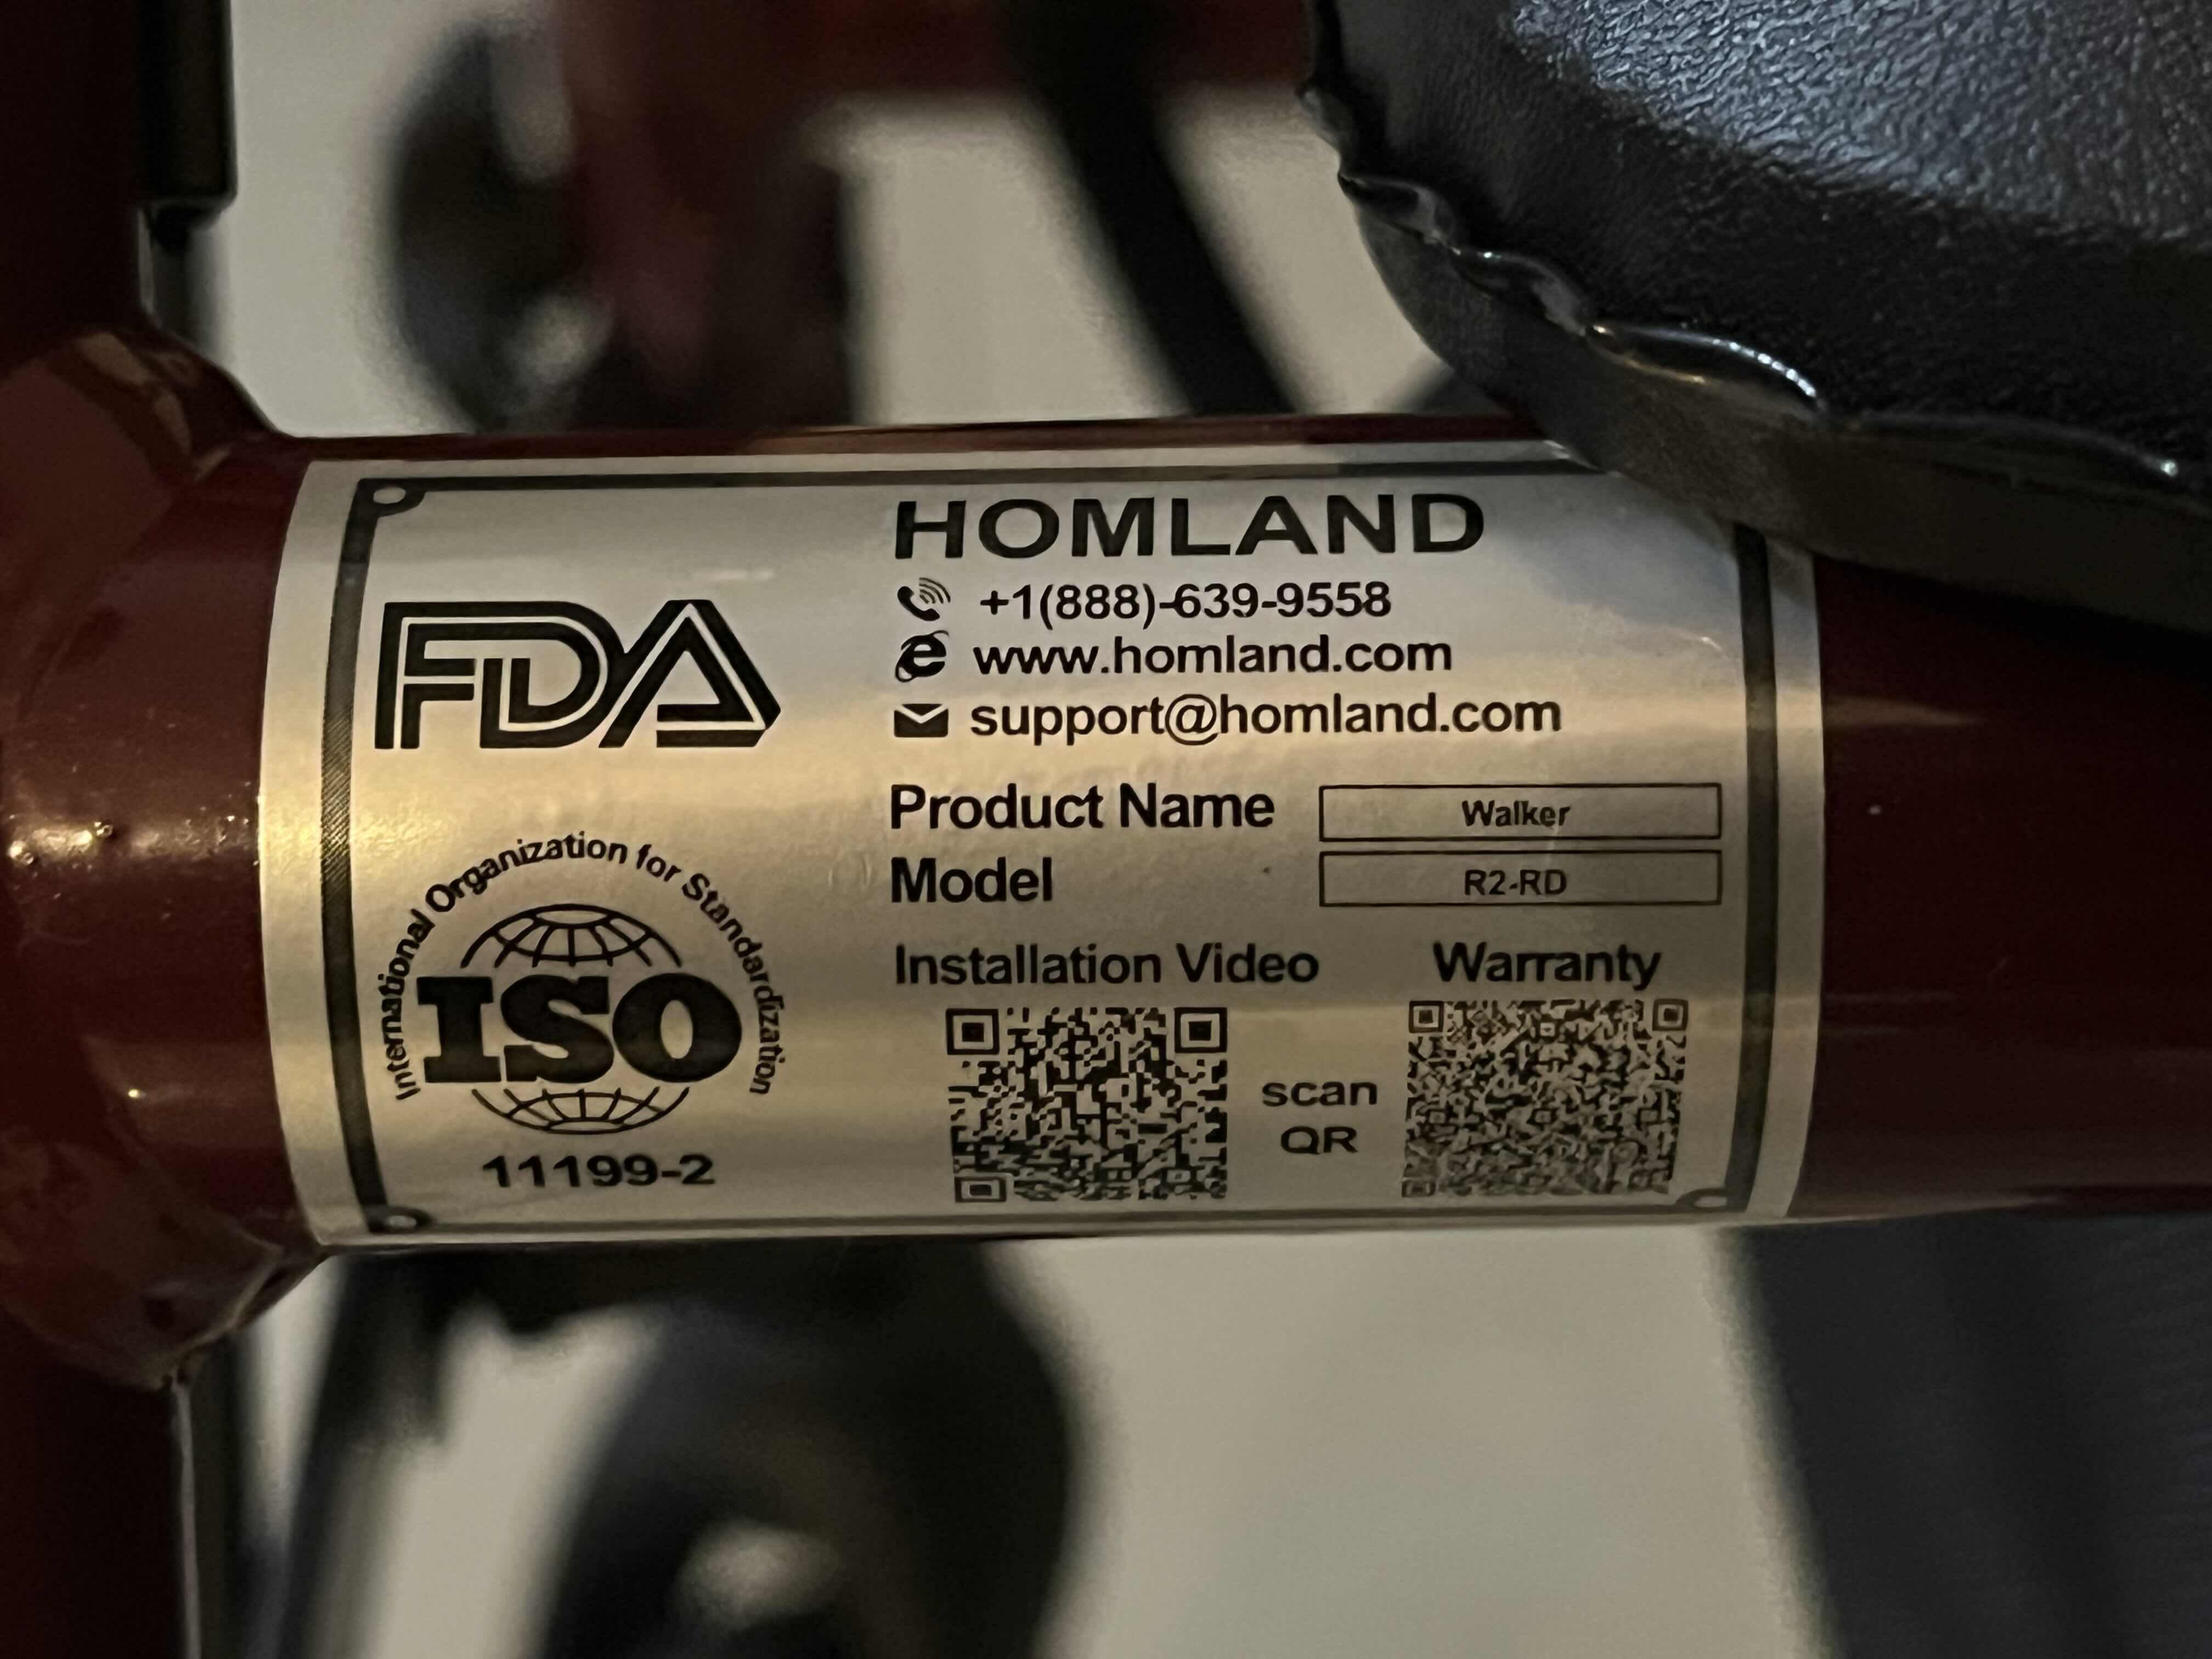 HOMLAND
+1(888)-639-9558
www.homland.com
support@homland.com
FDA
Product Name Walker
Model R2-RD
International Organization for Standardization
ISO
11199-2
Installation Video Warranty
scan
QR